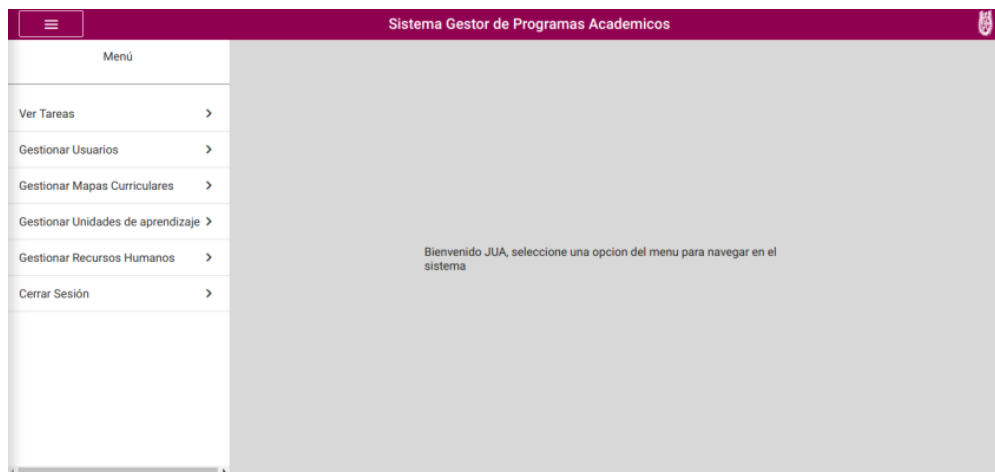 Sistema Gestor de Programas Academicos
Menú
Ver Tareas
Gestionar Usuarios
Gestionar Mapas Curriculares
Gestionar Unidades de aprendizaje
Gestionar Recursos Humanos
Cerrar Sesión
Bienvenido JUA, seleccione una opcion del menu para navegar en el
sistema